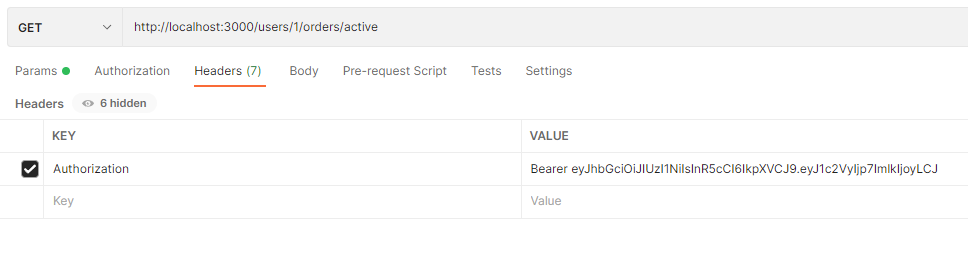 GET http://localhost:3000/users/1/orders/active
Params Authorization Headers (7) Body Pre-request Script Tests Settings
Headers 6 hidden
KEY VALUE
Authorization Bearer eyJhbGciOiJIUzI1NiIsInR5cCI6IkpXVCJ9.eyJ1c2VyIjp7ImlkIjoyLCJ
Key Value